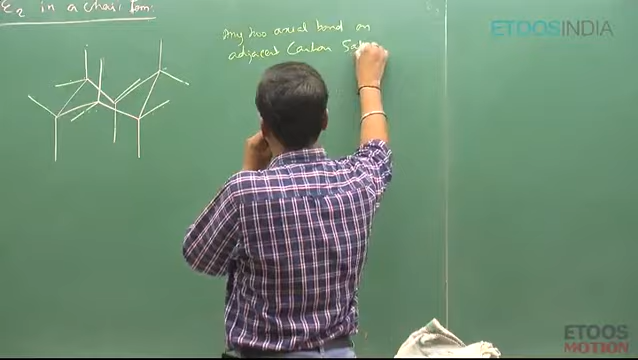 E2 in a chair form:
Any two axial bond on
adjacent Carbon
ETOOSINDIA
ETOOS
MOTION